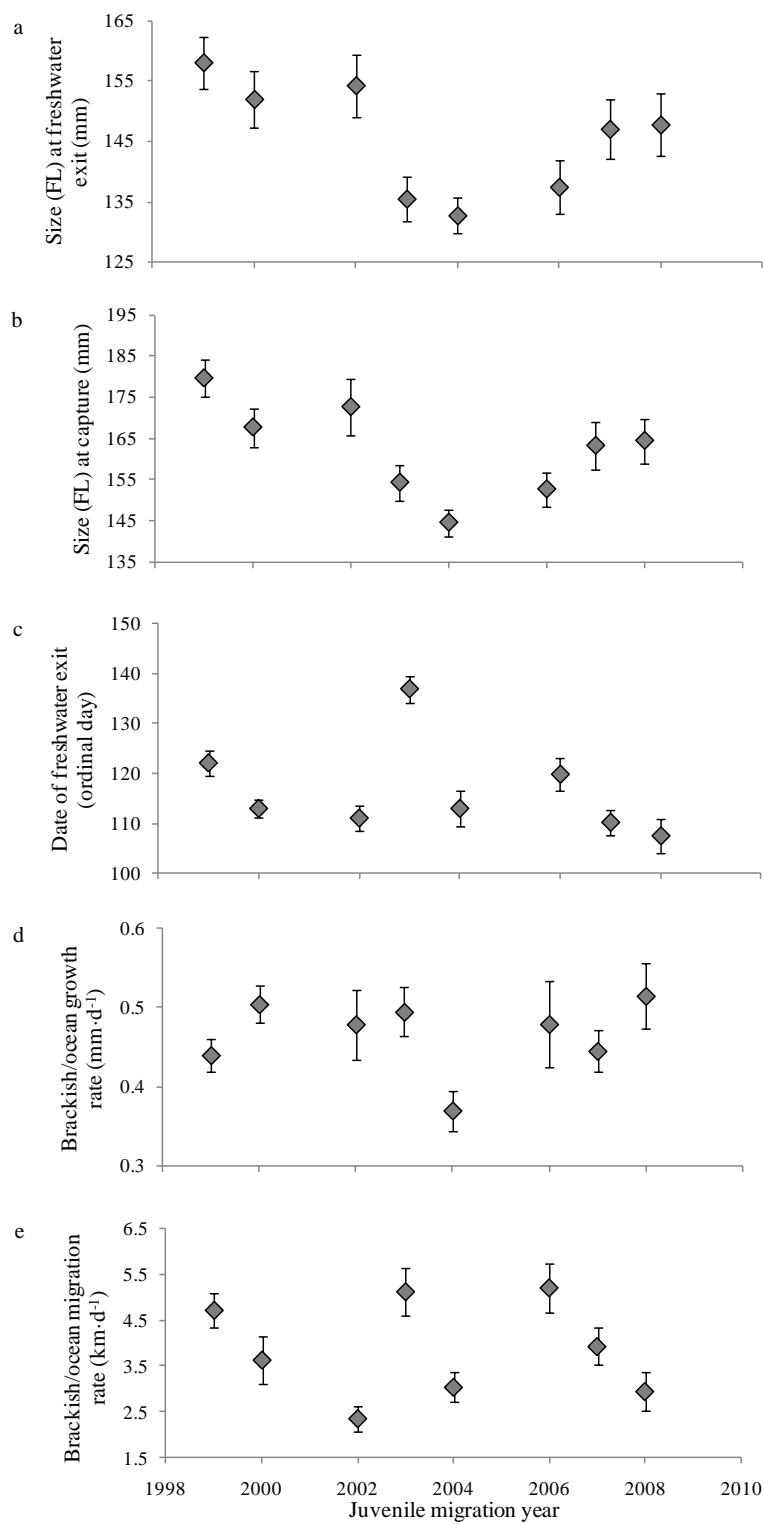 a
Size (FL) at freshwater
exit (mm)
165
155
145
135
125
b
Size (FL) at capture (mm)
195
185
175
165
155
145
135
c
Date of freshwater exit
(ordinal day)
150
140
130
120
110
100
d
Brackish/ocean growth
rate (mm·d⁻¹)
0.6
0.5
0.4
0.3
e
Brackish/ocean migration
rate (km·d⁻¹)
6.5
5.5
4.5
3.5
2.5
1.5
1998 2000 2002 2004 2006 2008 2010
Juvenile migration year